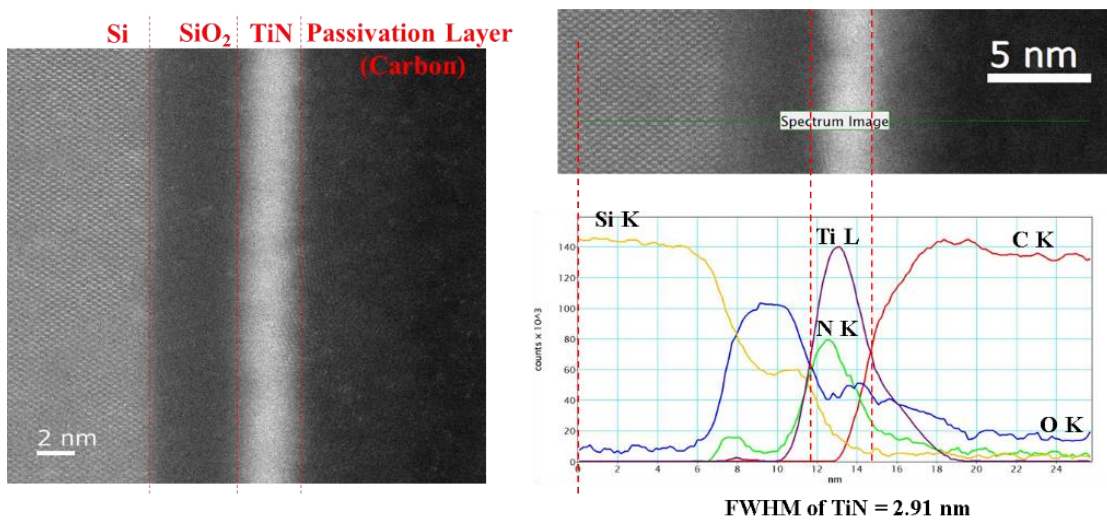 Si SiO₂ TiN Passivation Layer
(Carbon)
2 nm
5 nm
Spectrum Image
Si K
Ti L
C K
N K
O K
counts x 10^3
140
120
100
80
60
40
20
0
0 2 4 6 8 10 12 14 16 18 20 22 24
nm
FWHM of TiN = 2.91 nm